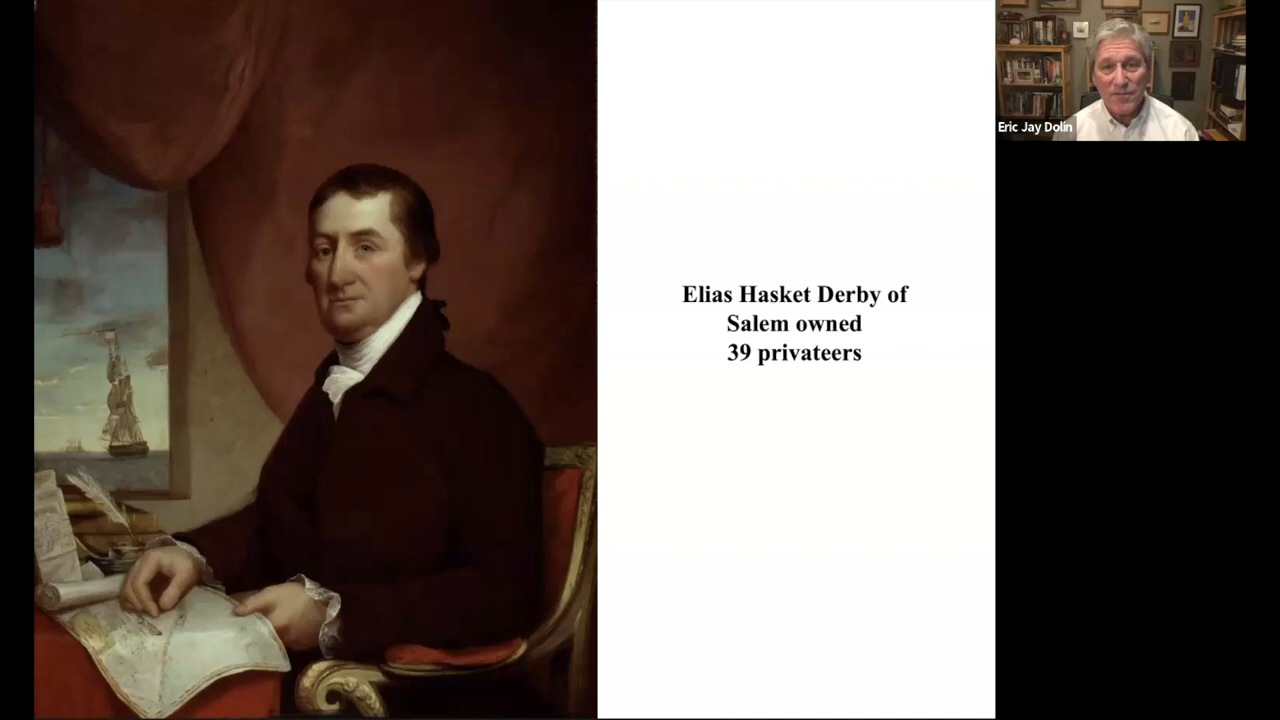 Eric Jay Dolin
Elias Hasket Derby of
Salem owned
39 privateers